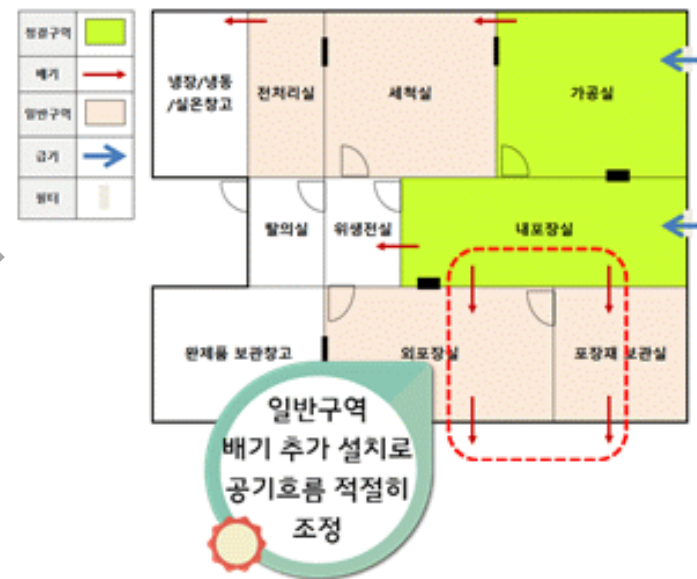 청결구역
배기
일반구역
급기
필터
냉장/냉동
/실온창고
전처리실
세척실
가공실
탈의실
위생전실
내포장실
완제품 보관창고
외포장실
포장재 보관실
일반구역
배기 추가 설치로
공기흐름 적절히
조정